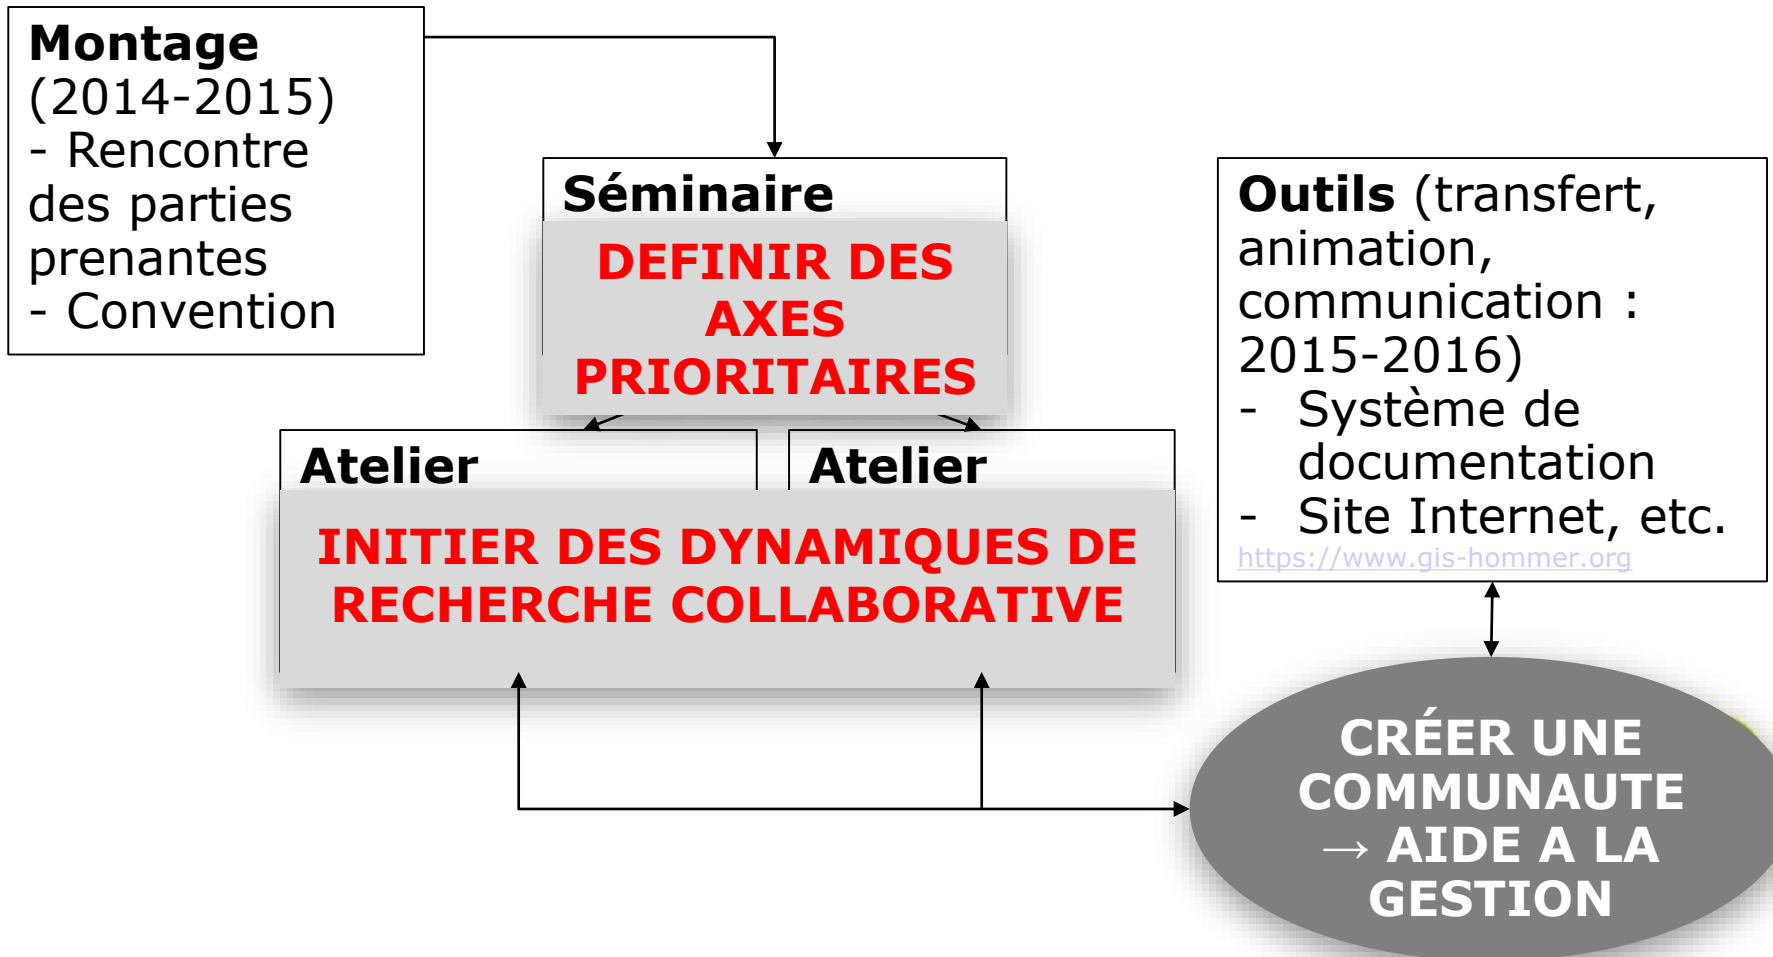 Montage
(2014-2015)
- Rencontre
des parties
prenantes
- Convention
Séminaire
DEFINIR DES
AXES
PRIORITAIRES
Atelier
Atelier
INITIER DES DYNAMIQUES DE
RECHERCHE COLLABORATIVE
Outils (transfert,
animation,
communication :
2015-2016)
- Système de
documentation
- Site Internet, etc.
https://www.gis-hommer.org
CRÉER UNE
COMMUNAUTE
→ AIDE A LA
GESTION